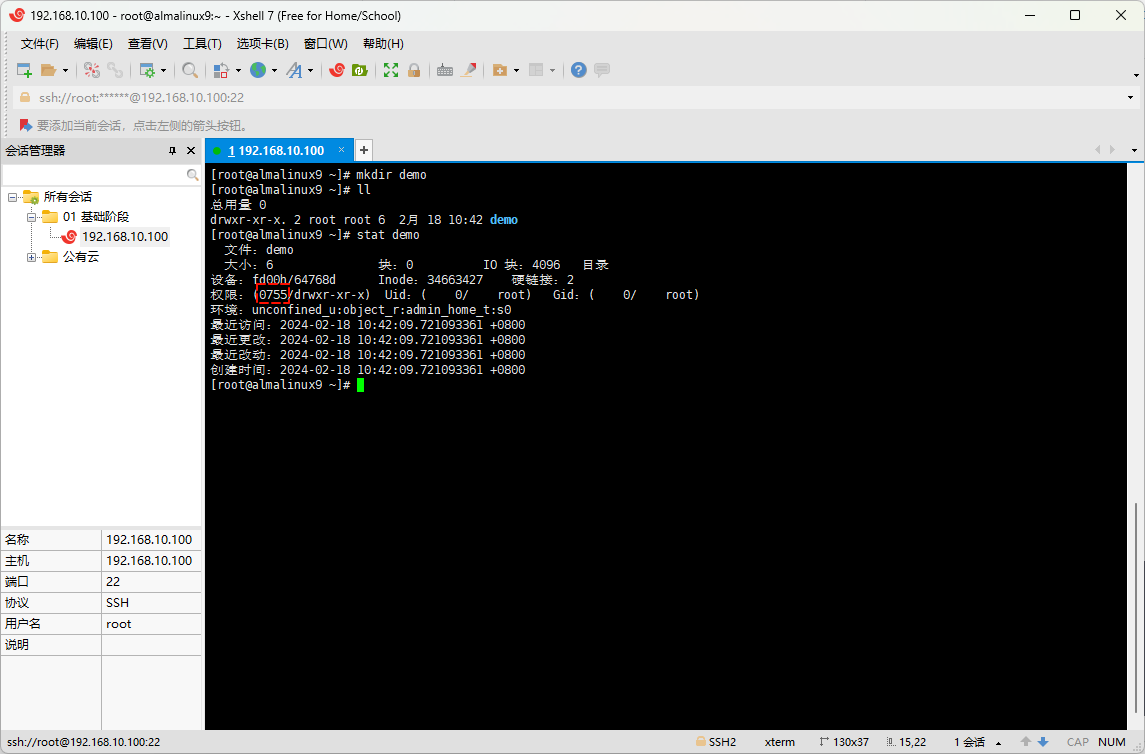 192.168.10.100 - root@almalinux9:~ - Xshell 7 (Free for Home/School)
文件(F) 编辑(E) 查看(V) 工具(T) 选项卡(B) 窗口(W) 帮助(H)
ssh://root:******@192.168.10.100:22
要添加当前会话，点击左侧的箭头按钮。
会话管理器
1 192.168.10.100
所有会话
01 基础阶段
192.168.10.100
公有云
[root@almalinux9 ~]# mkdir demo
[root@almalinux9 ~]# ll
总用量 0
drwxr-xr-x. 2 root root 6  2月 18 10:42 demo
[root@almalinux9 ~]# stat demo
文件：demo
大小：6 块：0 IO 块：4096 目录
设备：fd00h/64768d Inode：34663427 硬链接：2
权限：(0755/drwxr-xr-x)  Uid：(    0/    root)   Gid：(    0/    root)
环境：unconfined_u:object_r:admin_home_t:s0
最近访问：2024-02-18 10:42:09.721093361 +0800
最近更改：2024-02-18 10:42:09.721093361 +0800
最近改动：2024-02-18 10:42:09.721093361 +0800
创建时间：2024-02-18 10:42:09.721093361 +0800
[root@almalinux9 ~]#
名称 192.168.10.100
主机 192.168.10.100
端口 22
协议 SSH
用户名 root
说明
ssh://root@192.168.10.100:22 SSH2 xterm 130x37 15,22 1 会话 CAP NUM